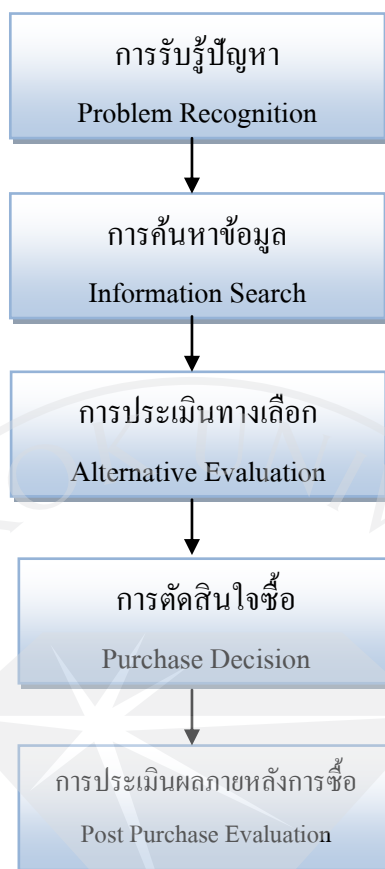 การรับรู้ปัญหา
Problem Recognition
การค้นหาข้อมูล
Information Search
การประเมินทางเลือก
Alternative Evaluation
การตัดสินใจซื้อ
Purchase Decision
การประเมินผลภายหลังการซื้อ
Post Purchase Evaluation